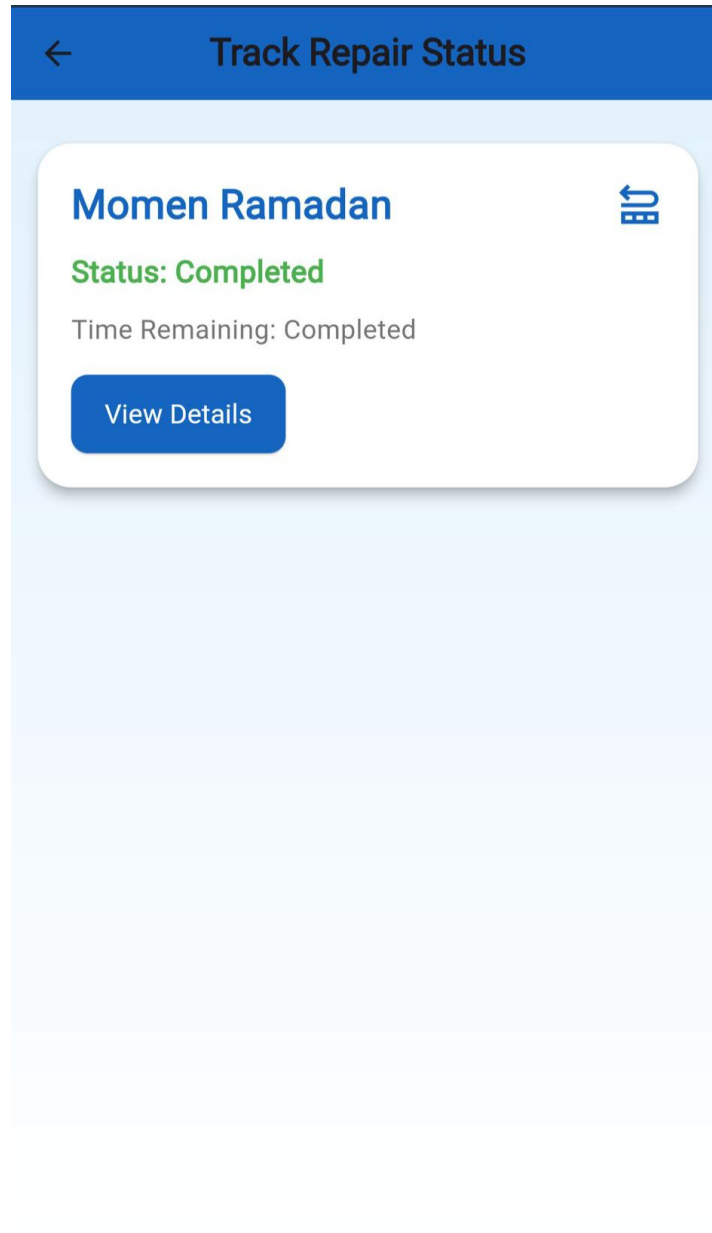 Track Repair Status
Momen Ramadan
Status: Completed
Time Remaining: Completed
View Details